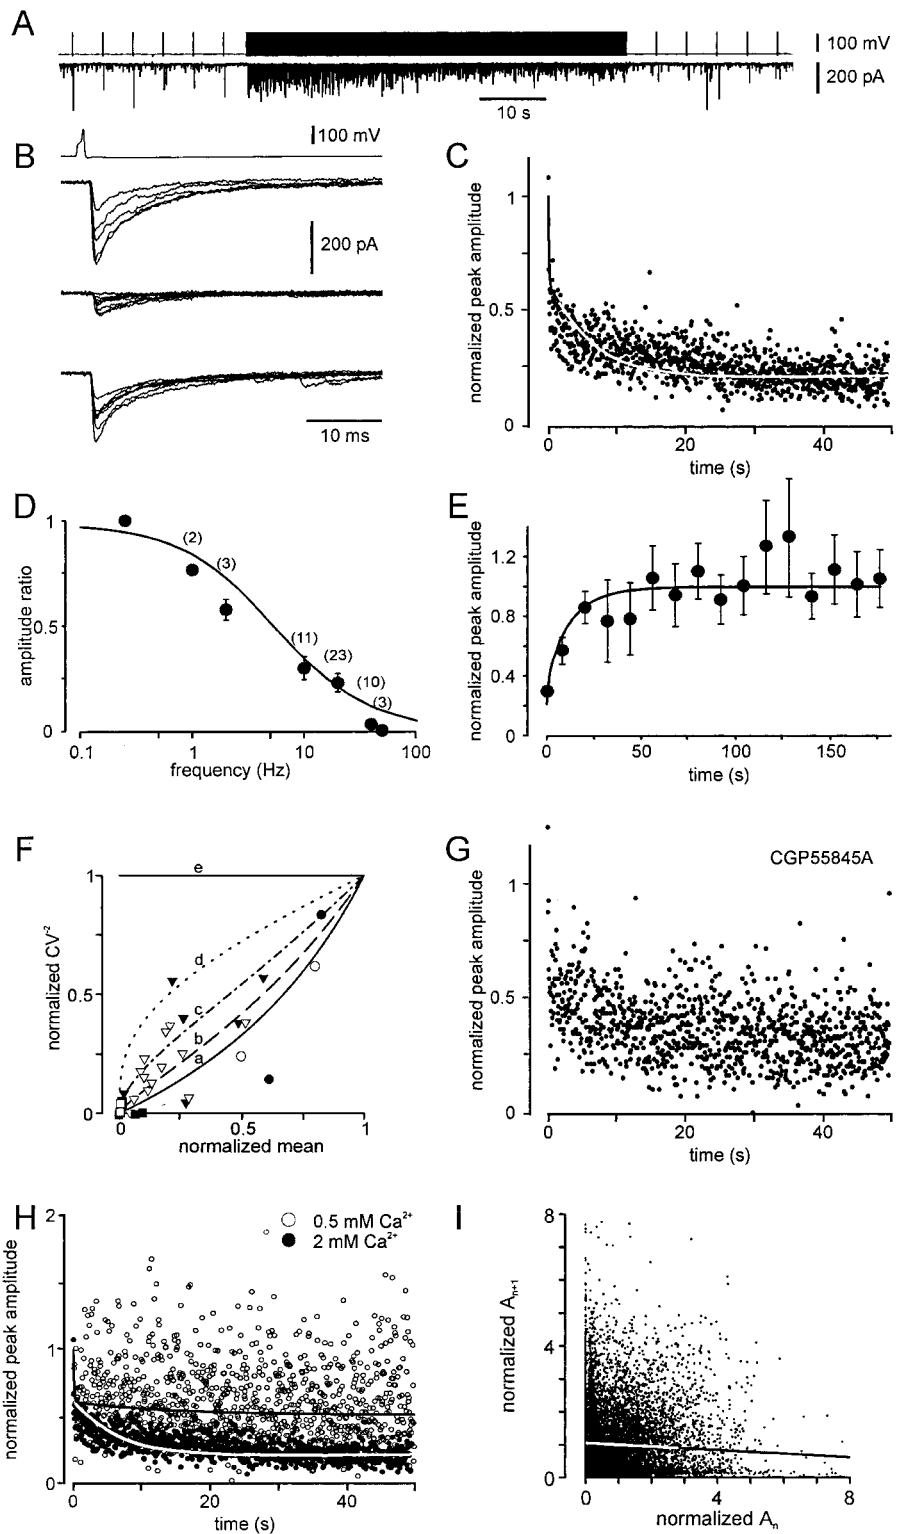 A
100 mV
200 pA
10 s
B
100 mV
200 pA
10 ms
C
normalized peak amplitude
1
0.5
0
0 20 40
time (s)
D
amplitude ratio
1
0.5
0
(2)
(3)
(11)
(23)
(10)
(3)
0.1 1 10 100
frequency (Hz)
E
normalized peak amplitude
1.2
0.8
0.4
0
0 50 100 150
time (s)
F
normalized CV⁻²
1
0.5
0
e
d
c
b
a
0 0.5 1
normalized mean
G
CGP55845A
normalized peak amplitude
1
0.5
0
0 20 40
time (s)
H
0.5 mM Ca²⁺
2 mM Ca²⁺
normalized peak amplitude
2
1
0
0 20 40
time (s)
I
normalized Aₙ₊₁
8
4
0
0 4 8
normalized Aₙ